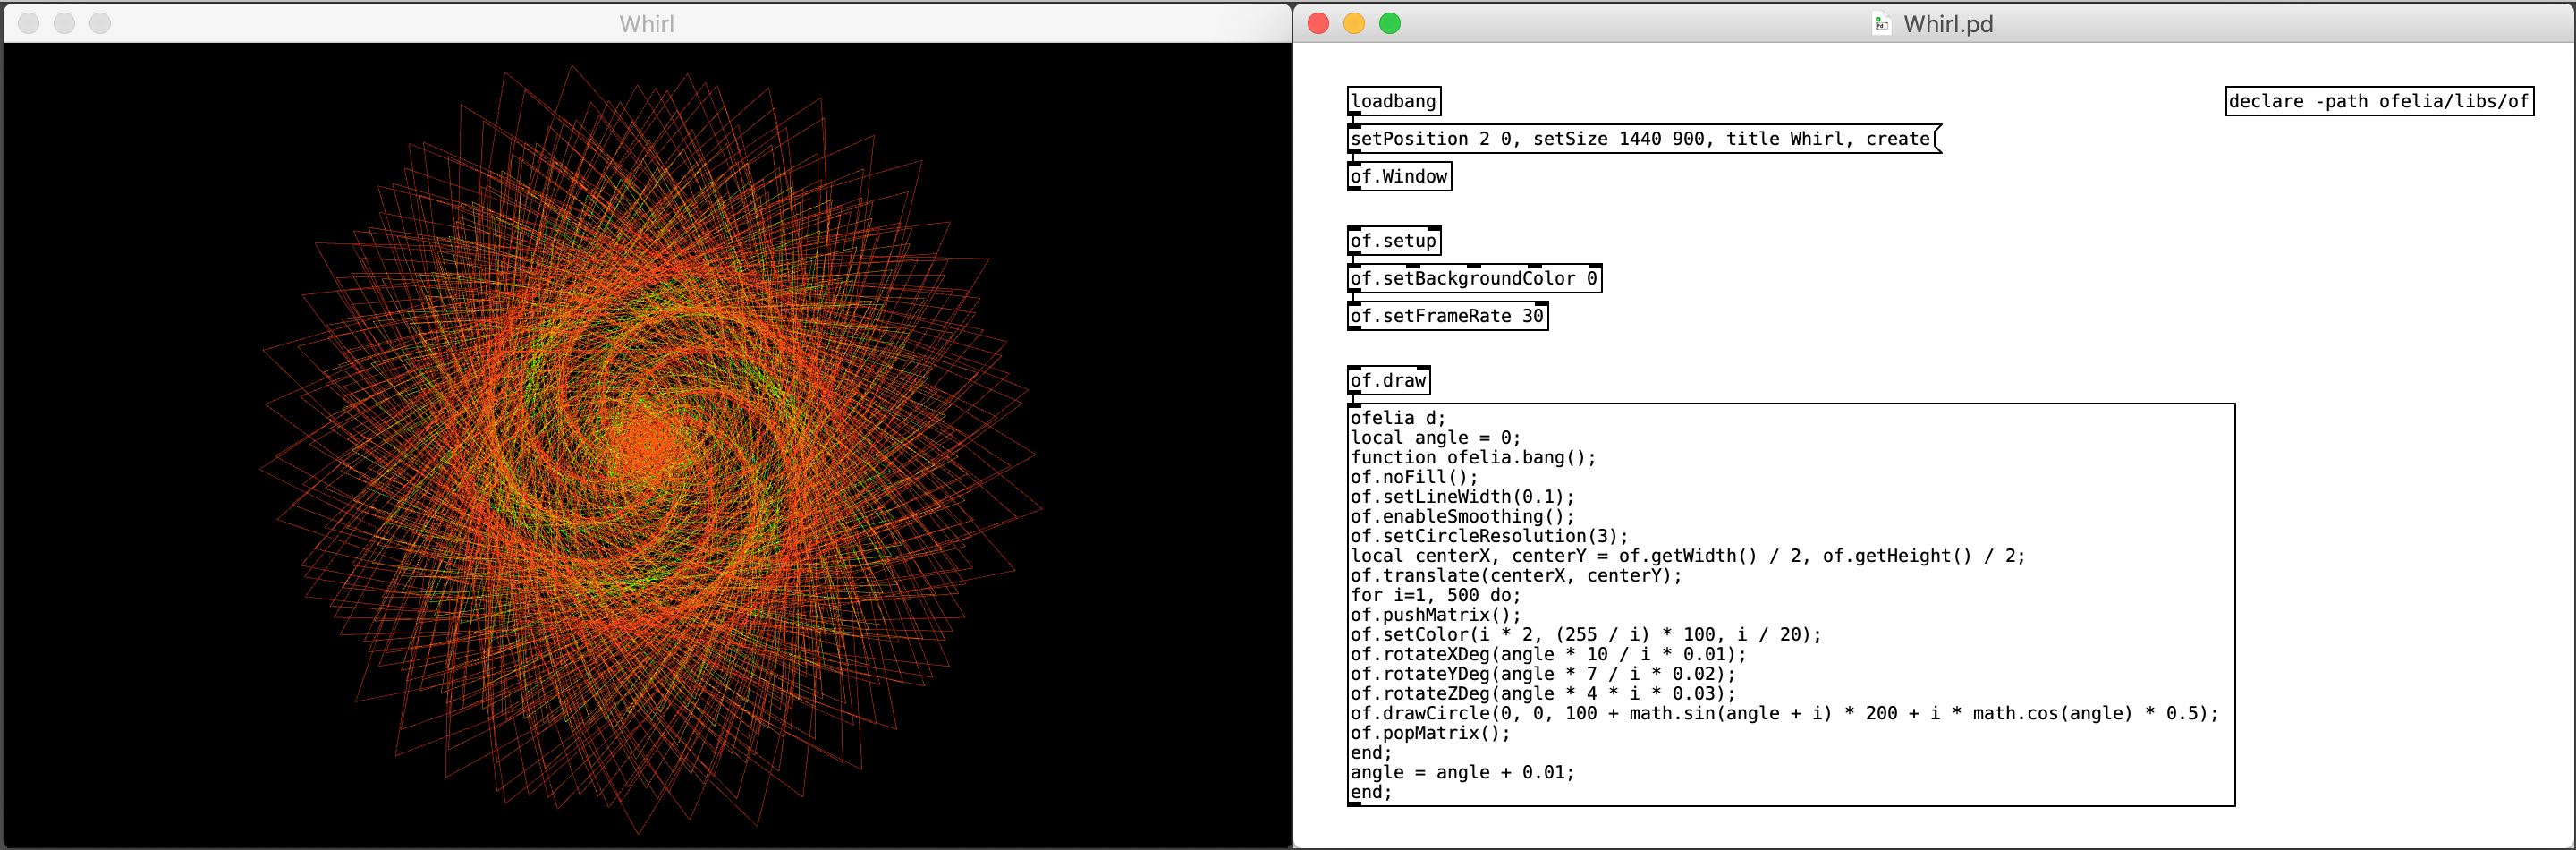 Whirl
Whirl.pd
loadbang
declare -path ofelia/libs/of
setPosition 2 0, setSize 1440 900, title Whirl, create
of.Window
of.setup
of.setBackgroundColor 0
of.setFrameRate 30
of.draw
ofelia d;
local angle = 0;
function ofelia.bang();
of.noFill();
of.setLineWidth(0.1);
of.enableSmoothing();
of.setCircleResolution(3);
local centerX, centerY = of.getWidth() / 2, of.getHeight() / 2;
of.translate(centerX, centerY);
for i=1, 500 do;
of.pushMatrix();
of.setColor(i * 2, (255 / i) * 100, i / 20);
of.rotateXDeg(angle * 10 / i * 0.01);
of.rotateYDeg(angle * 7 / i * 0.02);
of.rotateZDeg(angle * 4 * i * 0.03);
of.drawCircle(0, 0, 100 + math.sin(angle + i) * 200 + i * math.cos(angle) * 0.5);
of.popMatrix();
end;
angle = angle + 0.01;
end;